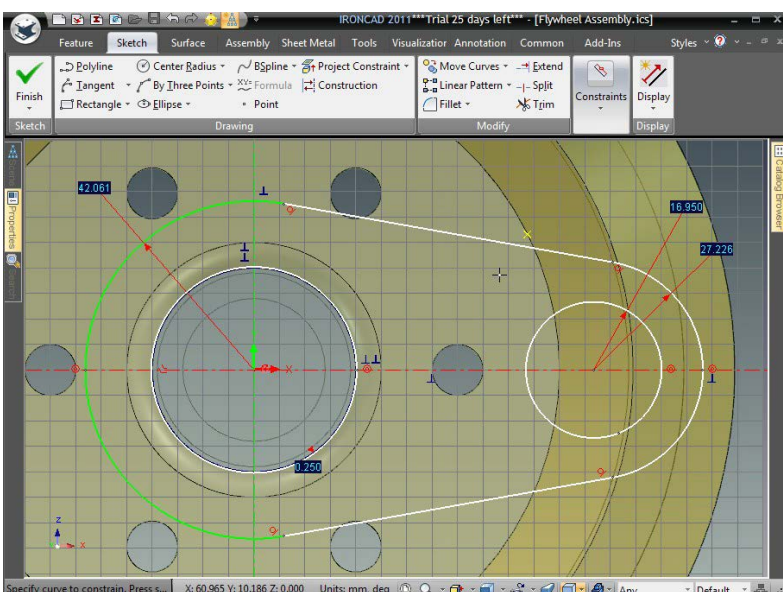 IRONCAD 2011***Trial 25 days left*** - [Flywheel Assembly.ics]
Feature Sketch Surface Assembly Sheet Metal Tools Visualization Annotation Common Add-Ins Styles
Polyline Center Radius BSpline Project Constraint Move Curves Extend
Tangent By Three Points XYZ= Formula Construction Linear Pattern Split
Finish Rectangle Ellipse Point Fillet Trim Constraints Display
Sketch Drawing Modify Display
42.061
16.950
Properties
Catalog Browser
27.226
Search
X
0.250
Z
X
Specify curve to constrain. Press s... X: 60.965 Y: 10.186 Z: 0.000 Units: mm, deg Any Default